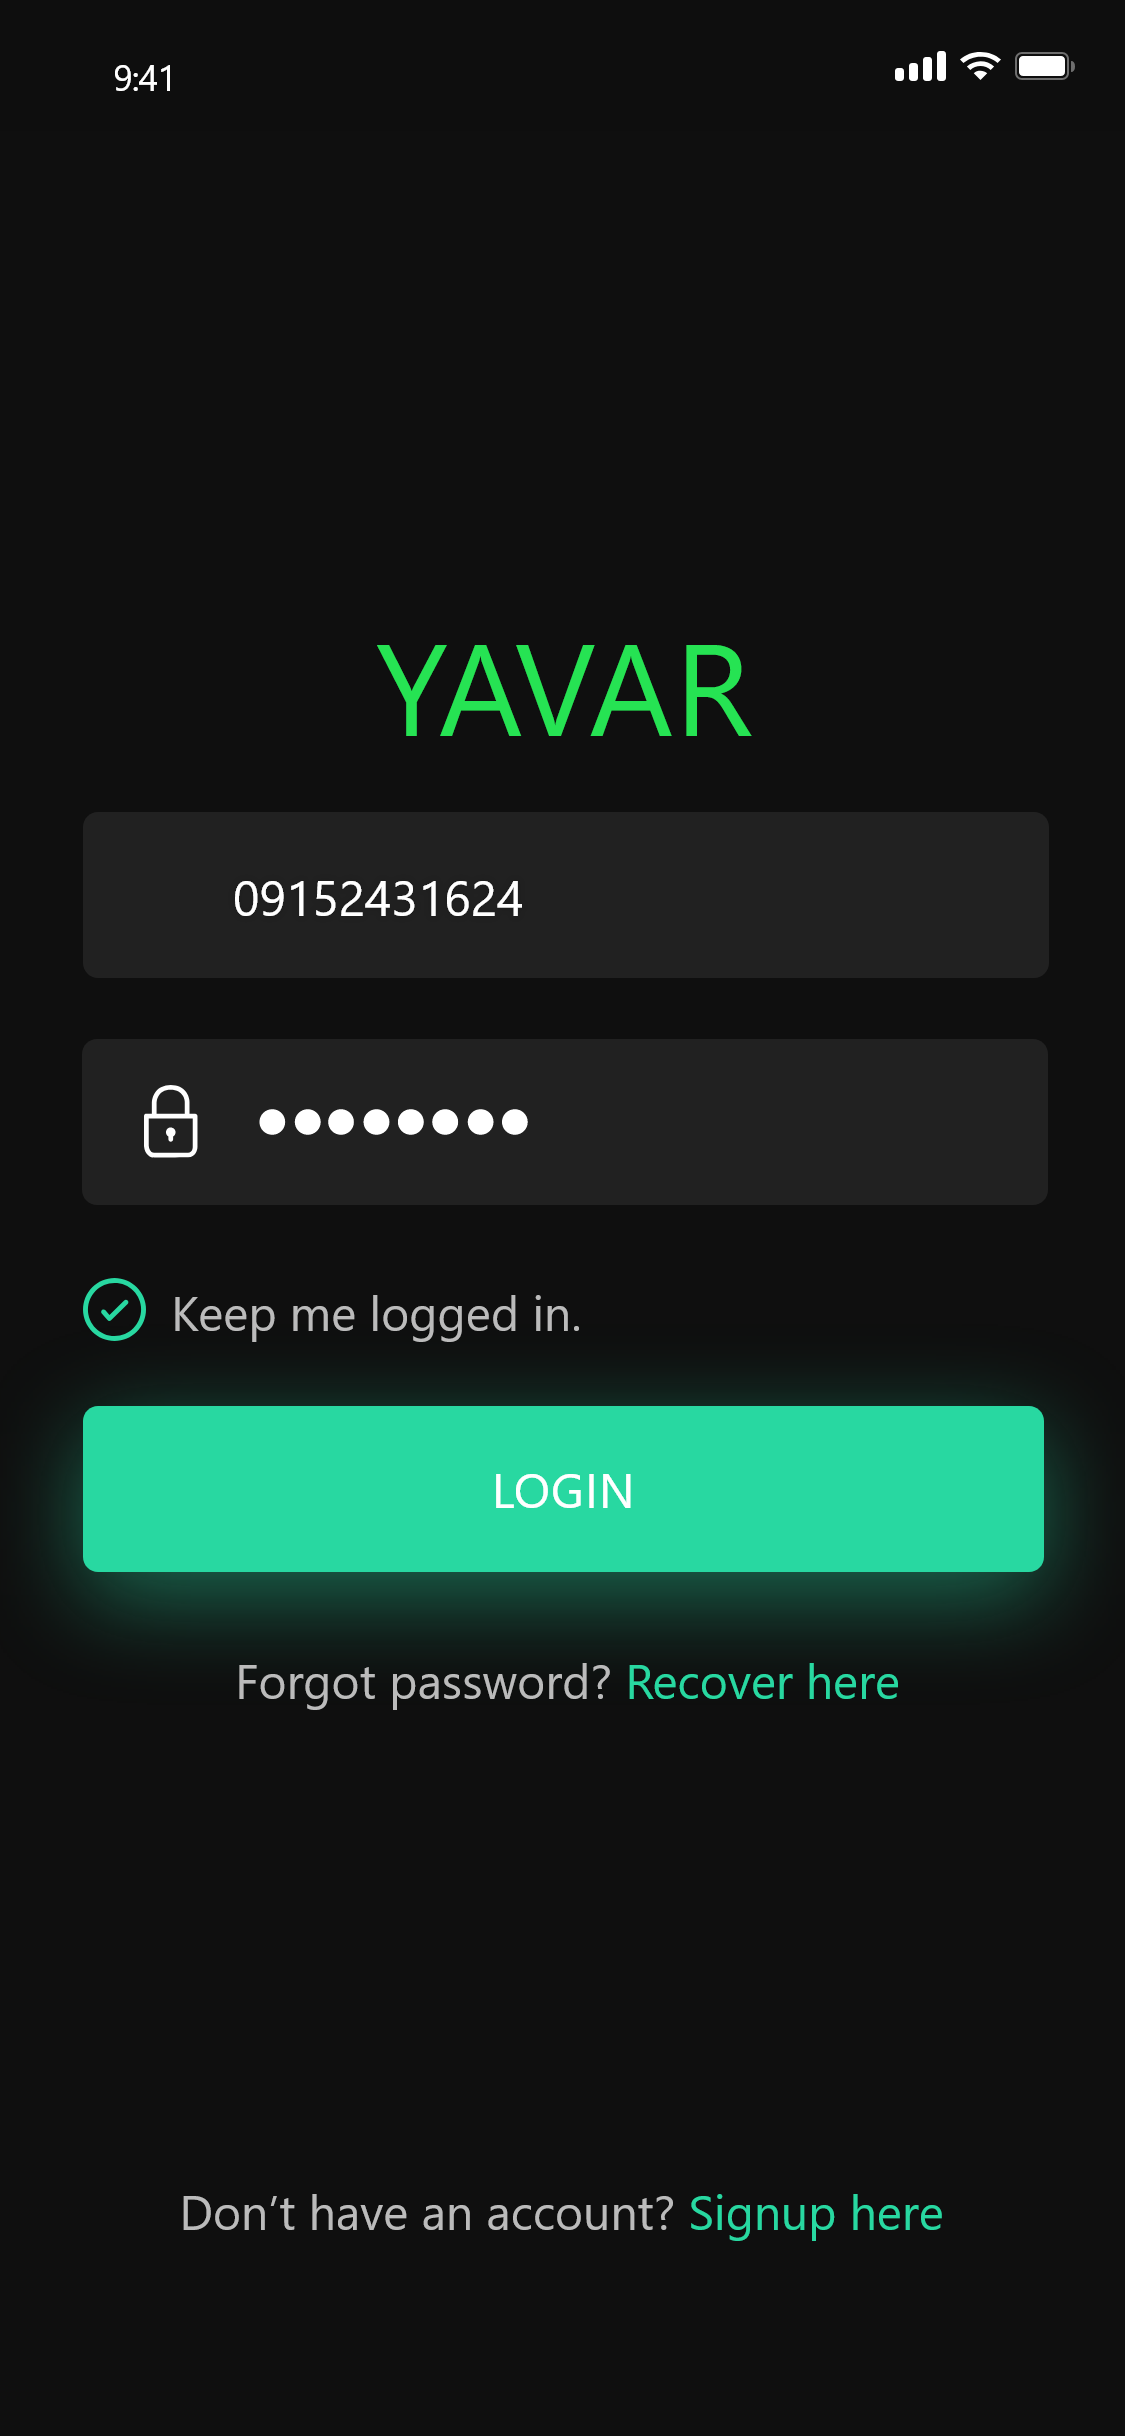 9:41
YAVAR
09152431624
●●●●●●●●
Keep me logged in.
LOGIN
Forgot password? Recover here
Don’t have an account? Signup here